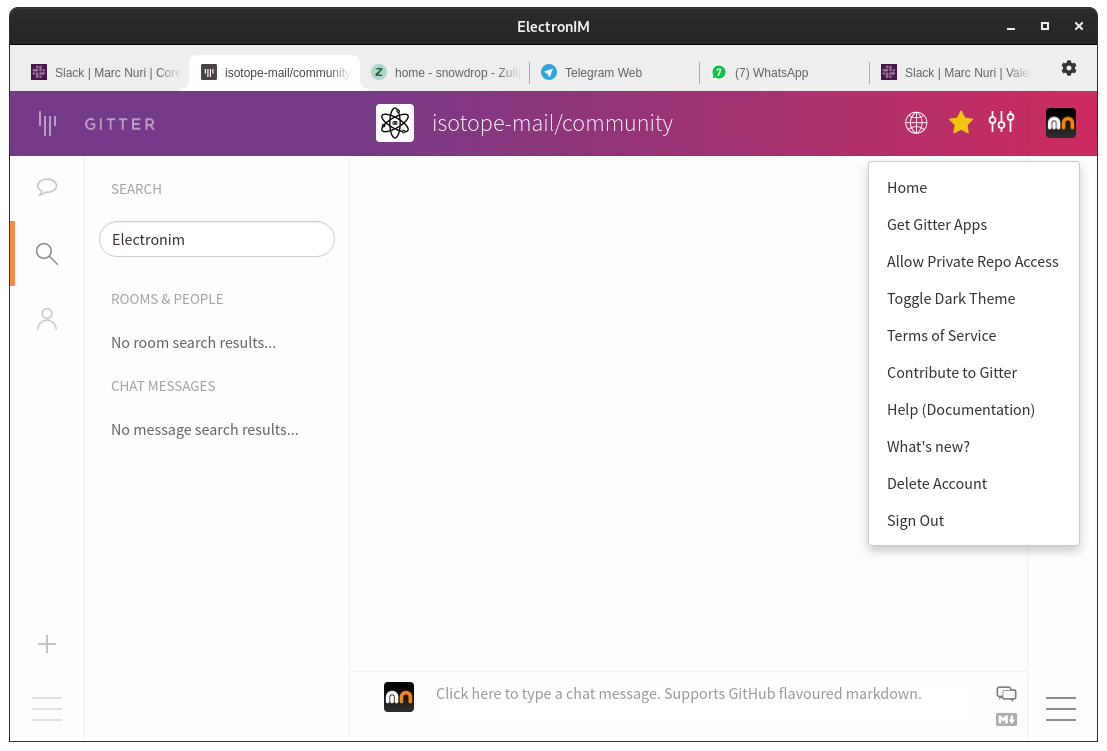 ElectronIM
Slack | Marc Nuri | Core
isotope-mail/community
home - snowdrop - Zulip
Telegram Web
(7) WhatsApp
Slack | Marc Nuri | Vale
GITTER
isotope-mail/community
SEARCH
Electronim
ROOMS & PEOPLE
No room search results...
CHAT MESSAGES
No message search results...
Home
Get Gitter Apps
Allow Private Repo Access
Toggle Dark Theme
Terms of Service
Contribute to Gitter
Help (Documentation)
What's new?
Delete Account
Sign Out
Click here to type a chat message. Supports GitHub flavoured markdown.